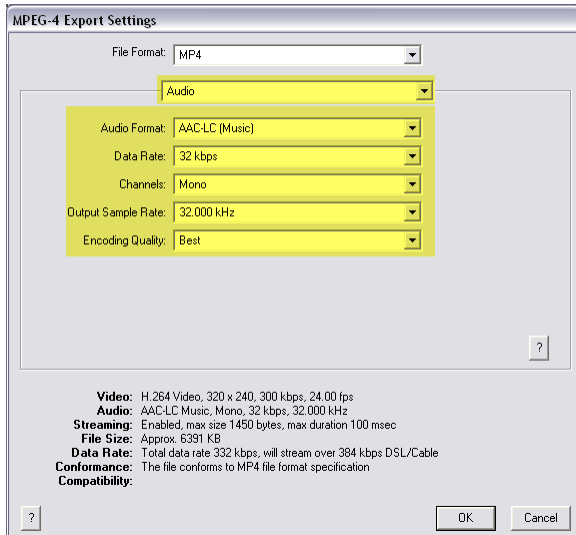 MPEG-4 Export Settings
File Format: MP4
Audio
Audio Format: AAC-LC (Music)
Data Rate: 32 kbps
Channels: Mono
Output Sample Rate: 32.000 kHz
Encoding Quality: Best
?
Video: H.264 Video, 320 x 240, 300 kbps, 24.00 fps
Audio: AAC-LC Music, Mono, 32 kbps, 32.000 kHz
Streaming: Enabled, max size 1450 bytes, max duration 100 msec
File Size: Approx. 6391 KB
Data Rate: Total data rate 332 kbps, will stream over 384 kbps DSL/Cable
Conformance: The file conforms to MP4 file format specification
Compatibility:
? OK Cancel